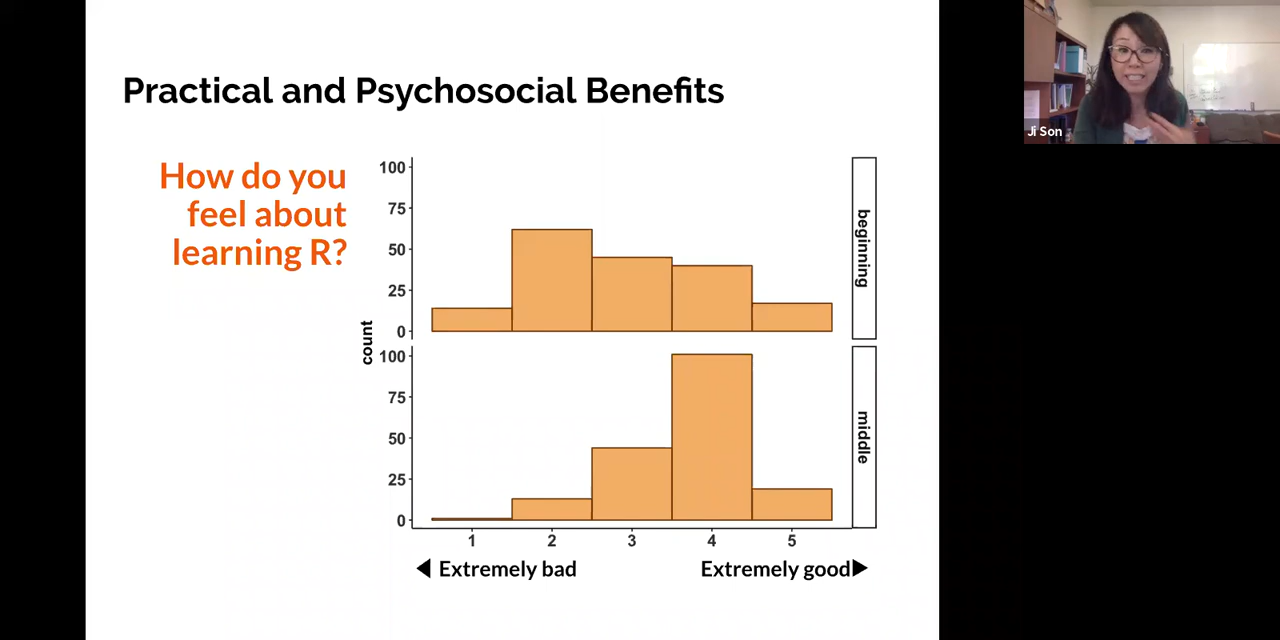 Practical and Psychosocial Benefits
How do you
feel about
learning R?
count
100
75
50
25
0
beginning
100
75
50
25
0
middle
1 2 3 4 5
Extremely bad
Extremely good
Ji Son